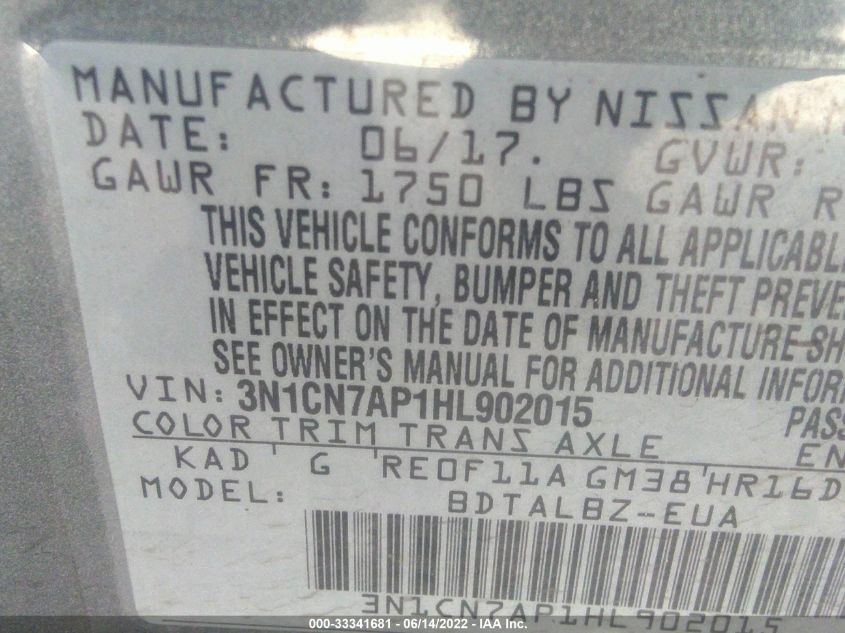 MANUFACTURED BY NISSAN
DATE: 06/17. GVWR:
GAWR FR: 1750 LBS GAWR R
THIS VEHICLE CONFORMS TO ALL APPLICABLE
VEHICLE SAFETY, BUMPER AND THEFT PREVE
IN EFFECT ON THE DATE OF MANUFACTURE SH
SEE OWNER'S MANUAL FOR ADDITIONAL INFOR
VIN: 3N1CN7AP1HL902015 PASS
COLOR TRIM TRANS AXLE EN
KAD G RE0F11A GM38 HR16D
MODEL: BDTALBZ-EUA
3N1CN7AP1HL902015
000-33341681 - 06/14/2022 - IAA Inc.